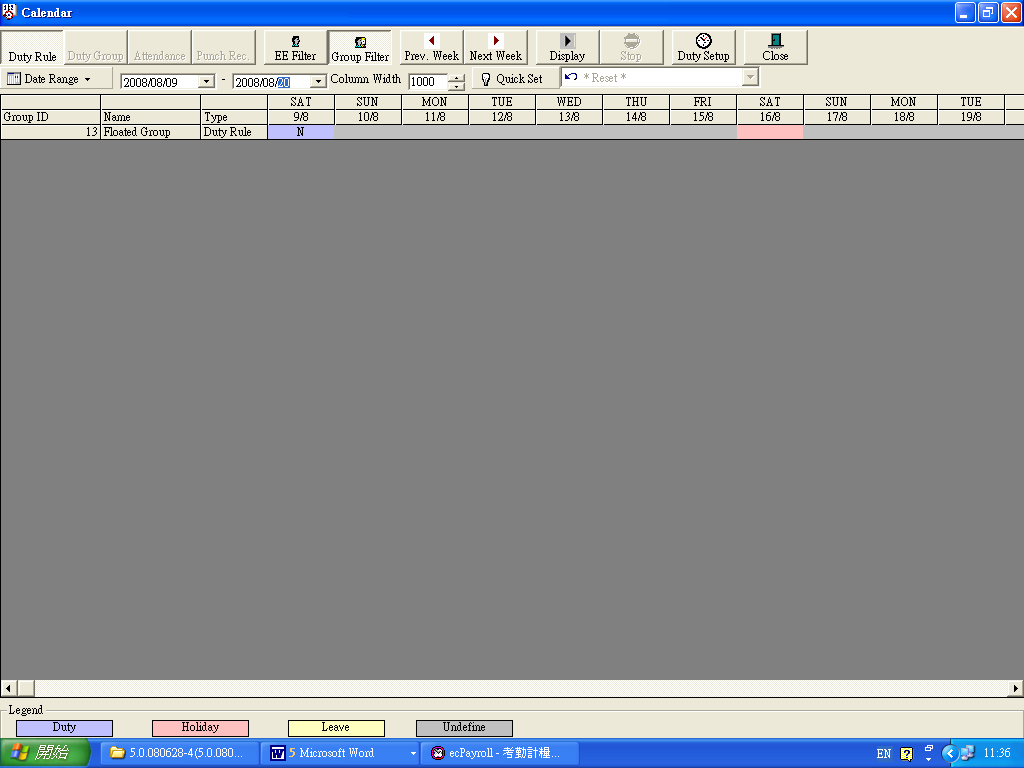 Calendar
Duty Rule Duty Group Attendance Punch Rec. EE Filter Group Filter Prev. Week Next Week Display Stop Duty Setup Close
Date Range 2008/08/09 - 2008/08/20 Column Width 1000 Quick Set * Reset *
SAT SUN MON TUE WED THU FRI SAT SUN MON TUE
Group ID Name Type 9/8 10/8 11/8 12/8 13/8 14/8 15/8 16/8 17/8 18/8 19/8
13 Floated Group Duty Rule N
Legend
Duty Holiday Leave Undefine
開始 5.0.080628-4(5.0.080... 5 Microsoft Word ecPayroll - 考勤計糧... EN 11:36